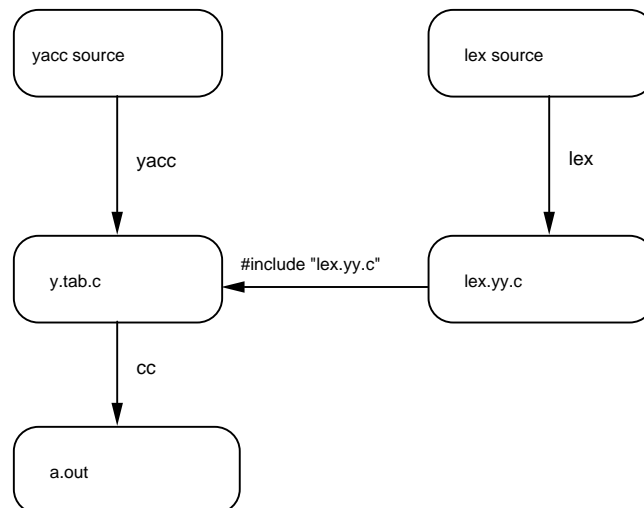 yacc source
lex source
yacc
lex
#include "lex.yy.c"
y.tab.c
lex.yy.c
cc
a.out